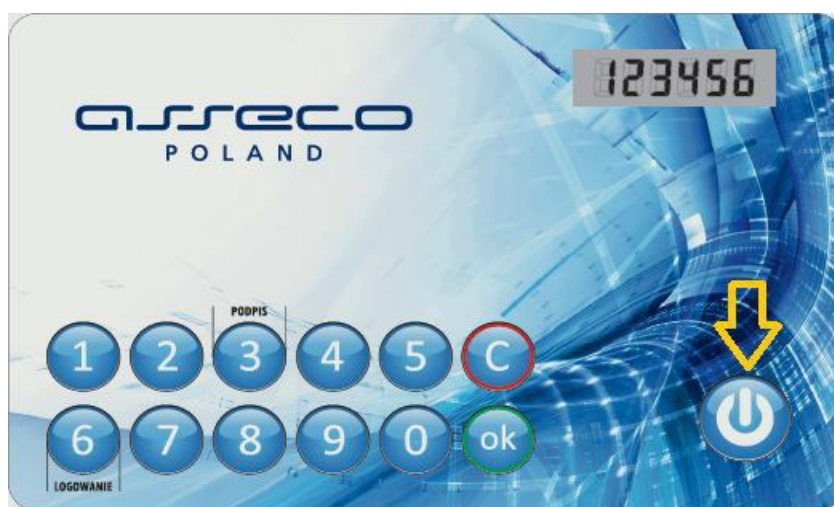 123456
asseco
POLAND
PODPIS
1 2 3 4 5 C
6 7 8 9 0 ok
LOGOWANIE